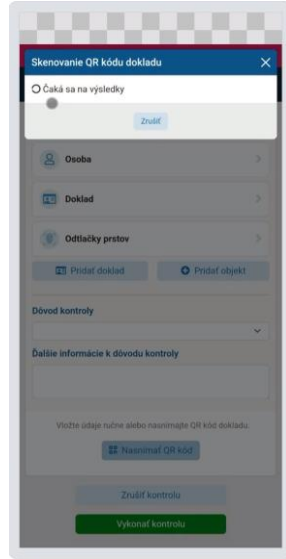 Skenovanie QR kódu dokladu
Čaká sa na výsledky
Zrušiť
Osoba
Doklad
Odtlačky prstov
Pridať doklad
Pridať objekt
Dôvod kontroly
Ďalšie informácie k dôvodu kontroly
Vložte údaje ručne alebo nasnímajte QR kód dokladu.
Nasnímať QR kód
Zrušiť kontrolu
Vykonať kontrolu